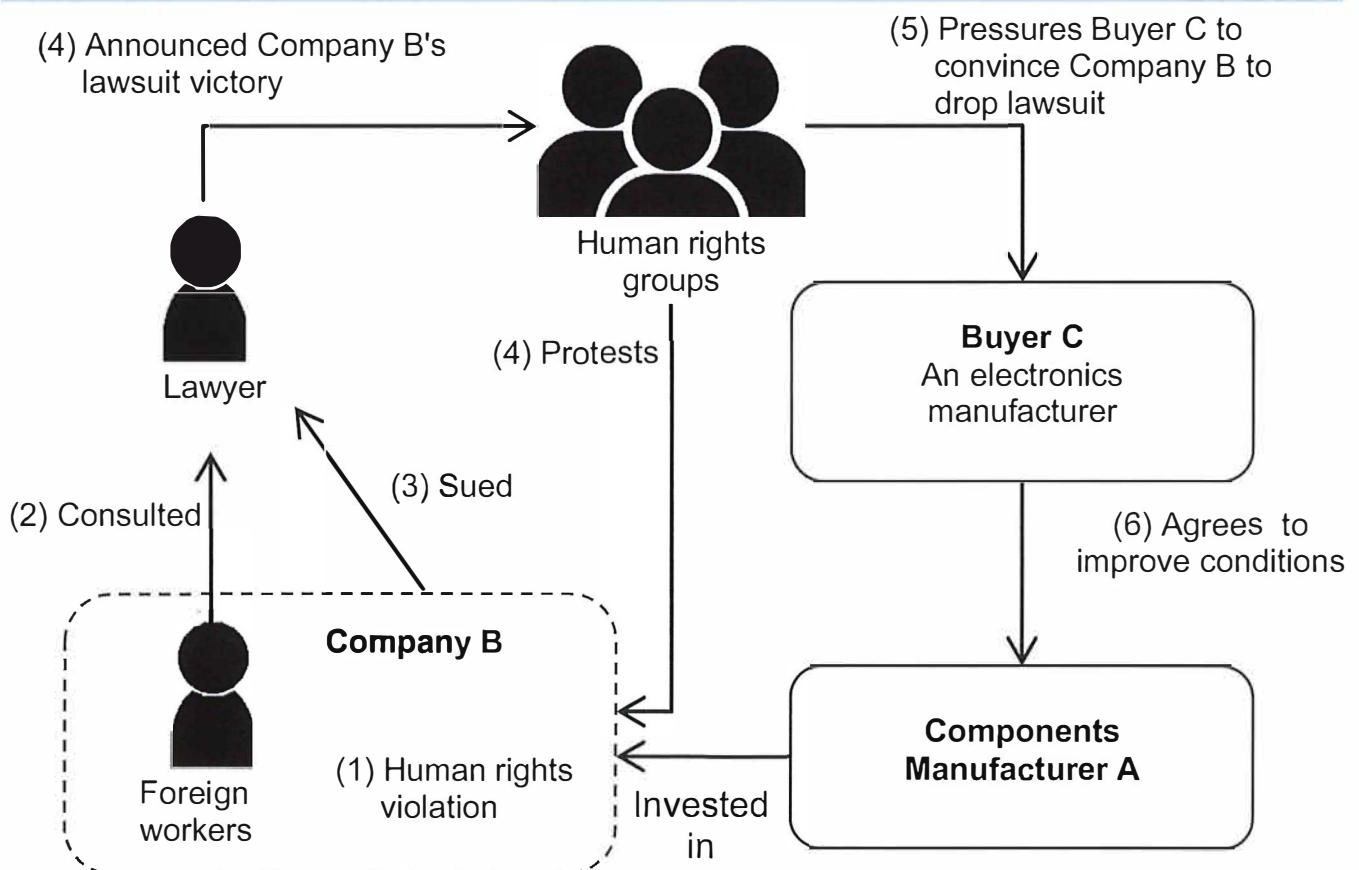 (4) Announced Company B's
lawsuit victory
(5) Pressures Buyer C to
convince Company B to
drop lawsuit
Human rights
groups
Lawyer
(4) Protests
Buyer C
An electronics
manufacturer
(2) Consulted
(3) Sued
(6) Agrees to
improve conditions
Company B
Foreign
workers
(1) Human rights
violation
Invested
in
Components
Manufacturer A